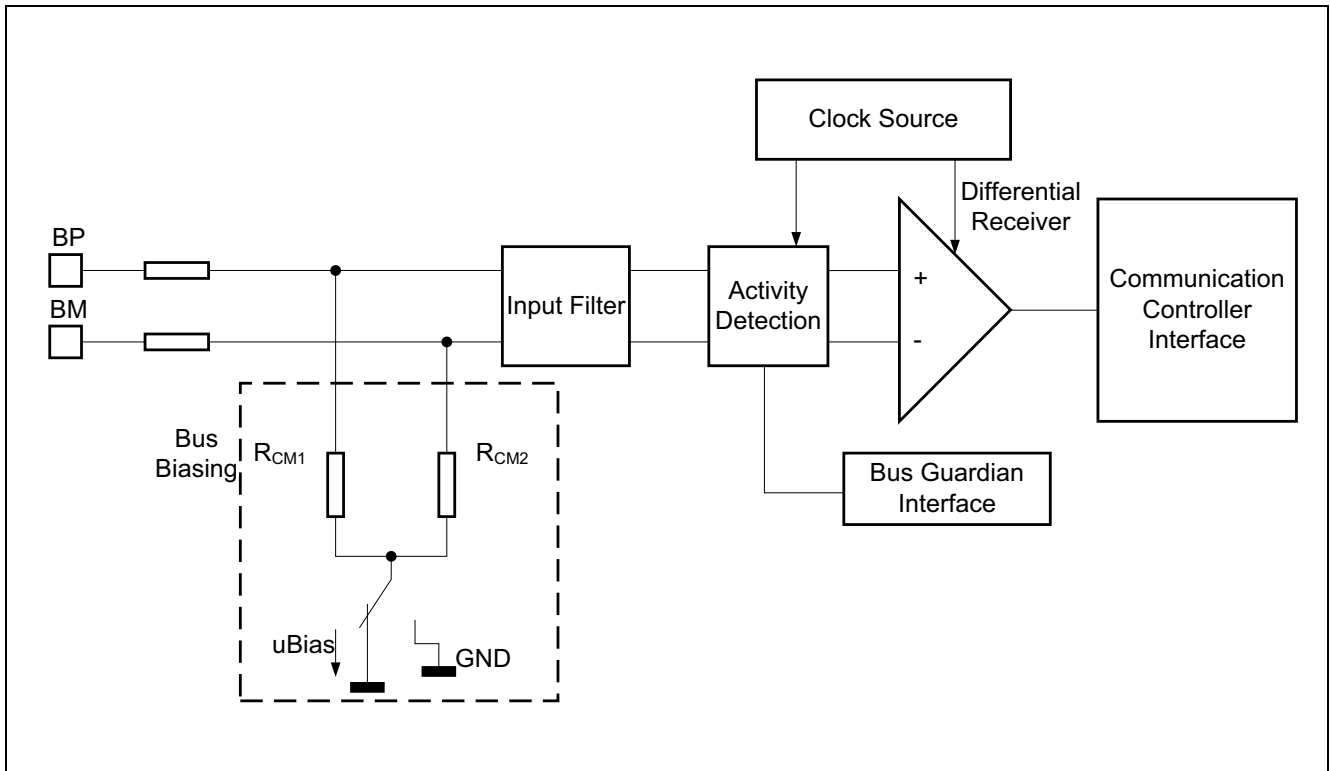 Clock Source
Differential
Receiver
BP
BM
Input Filter
Activity
Detection
+
-
Communication
Controller
Interface
Bus
Biasing
RCM1
RCM2
Bus Guardian
Interface
uBias
GND